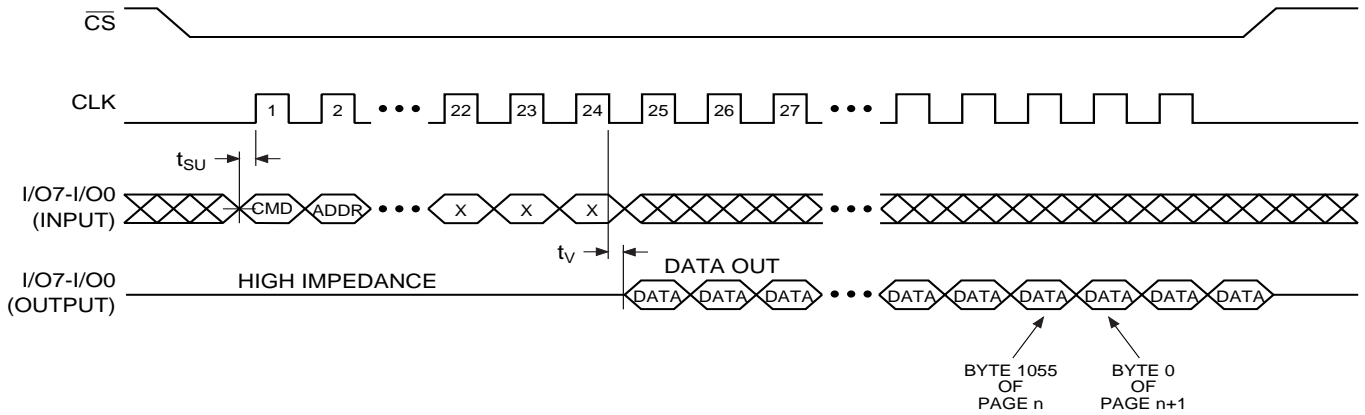 CS
CLK
1 2 ••• 22 23 24 25 26 27 •••
tSU
I/O7-I/O0
(INPUT)
CMD ADDR ••• X X X •••
tV
I/O7-I/O0
(OUTPUT)
HIGH IMPEDANCE
DATA OUT
DATA DATA DATA ••• DATA DATA DATA DATA DATA DATA
BYTE 1055
OF
PAGE n
BYTE 0
OF
PAGE n+1